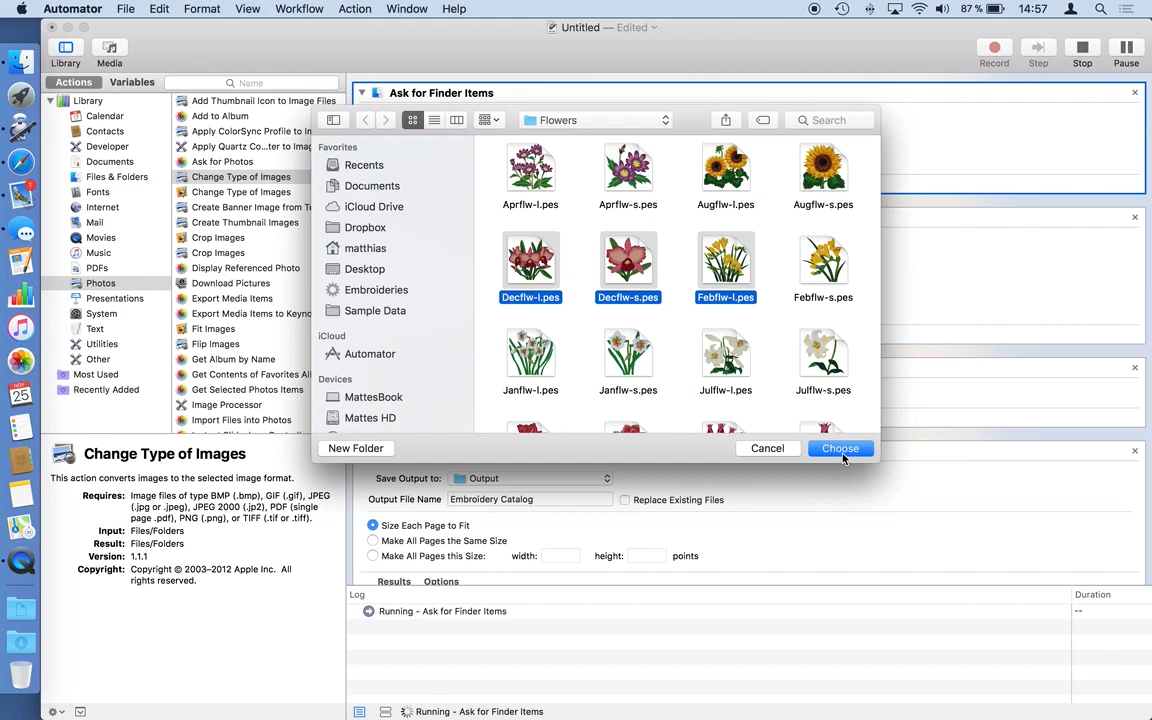 Automator File Edit Format View Workflow Action Window Help 87 % 14:57
Untitled — Edited
Library Media Record Step Stop Pause
Actions Variables Name
Library
Calendar
Contacts
Developer
Documents
Files & Folders
Fonts
Internet
Mail
Movies
Music
PDFs
Photos
Presentations
System
Text
Utilities
Other
Most Used
Recently Added
Add Thumbnail Icon to Image Files
Add to Album
Apply ColorSync Profile to Im
Apply Quartz Co...ter to Imag
Ask for Photos
Change Type of Images
Change Type of Images
Create Banner Image from Te
Create Thumbnail Images
Crop Images
Crop Images
Display Referenced Photo
Download Pictures
Export Media Items
Export Media Items to Keyno
Fit Images
Flip Images
Get Album by Name
Get Contents of Favorites Al
Get Selected Photos Items
Image Processor
Import Files into Photos
Ask for Finder Items
Flowers
Search
Favorites
Recents
Documents
iCloud Drive
Dropbox
matthias
Desktop
Embroideries
Sample Data
iCloud
Automator
Devices
MattesBook
Mattes HD
Aprflw-l.pes Aprflw-s.pes Augflw-l.pes Augflw-s.pes
Decflw-l.pes Decflw-s.pes Febflw-l.pes Febflw-s.pes
Janflw-l.pes Janflw-s.pes Julflw-l.pes Julflw-s.pes
New Folder Cancel Choose
Change Type of Images
This action converts images to the selected image format.
Requires: Image files of type BMP (.bmp), GIF (.gif), JPEG
(.jpg or .jpeg), JPEG 2000 (.jp2), PDF (single
page .pdf), PNG (.png), or TIFF (.tif or .tiff).
Input: Files/Folders
Result: Files/Folders
Version: 1.1.1
Copyright: Copyright © 2003–2012 Apple Inc. All
rights reserved.
Save Output to: Output
Output File Name Embroidery Catalog Replace Existing Files
Size Each Page to Fit
Make All Pages the Same Size
Make All Pages this Size: width: height: points
Results Options
Log Duration
Running - Ask for Finder Items --
Running - Ask for Finder Items